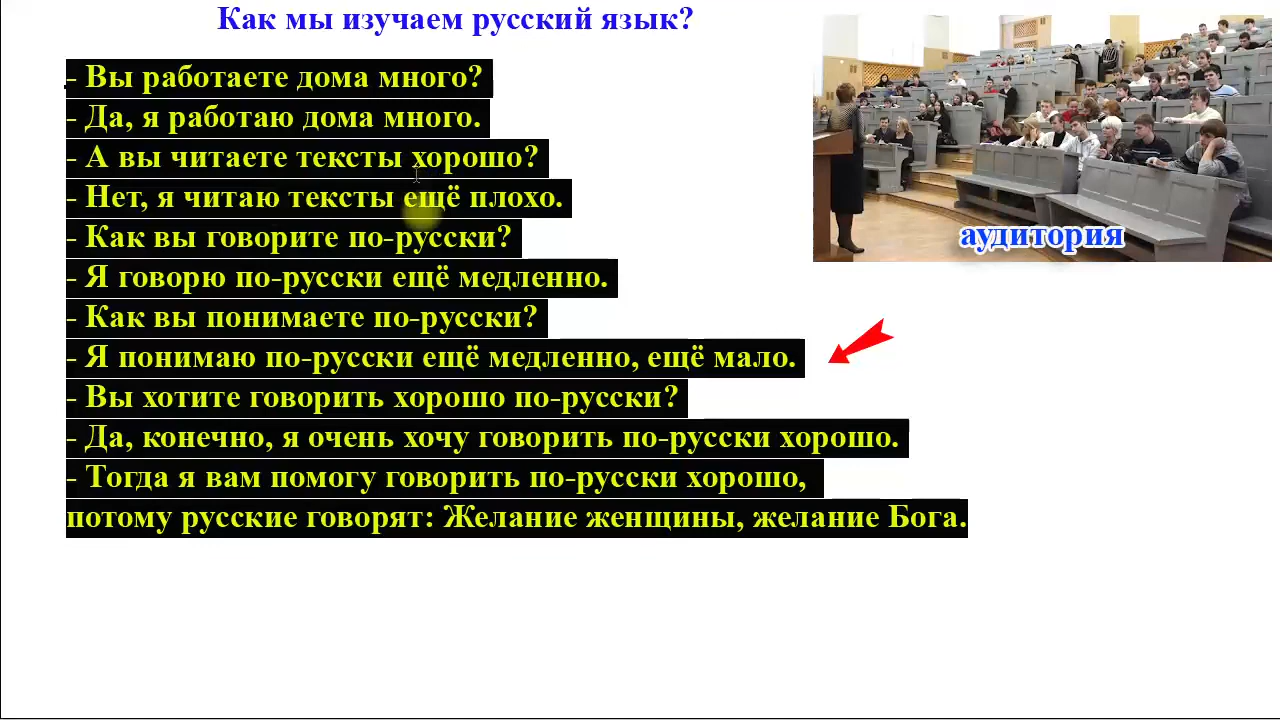 Как мы изучаем русский язык?
- Вы работаете дома много?
- Да, я работаю дома много.
- А вы читаете тексты хорошо?
- Нет, я читаю тексты ещё плохо.
- Как вы говорите по-русски?
- Я говорю по-русски ещё медленно.
- Как вы понимаете по-русски?
- Я понимаю по-русски ещё медленно, ещё мало.
- Вы хотите говорить хорошо по-русски?
- Да, конечно, я очень хочу говорить по-русски хорошо.
- Тогда я вам помогу говорить по-русски хорошо,
потому русские говорят: Желание женщины, желание Бога.
аудитория